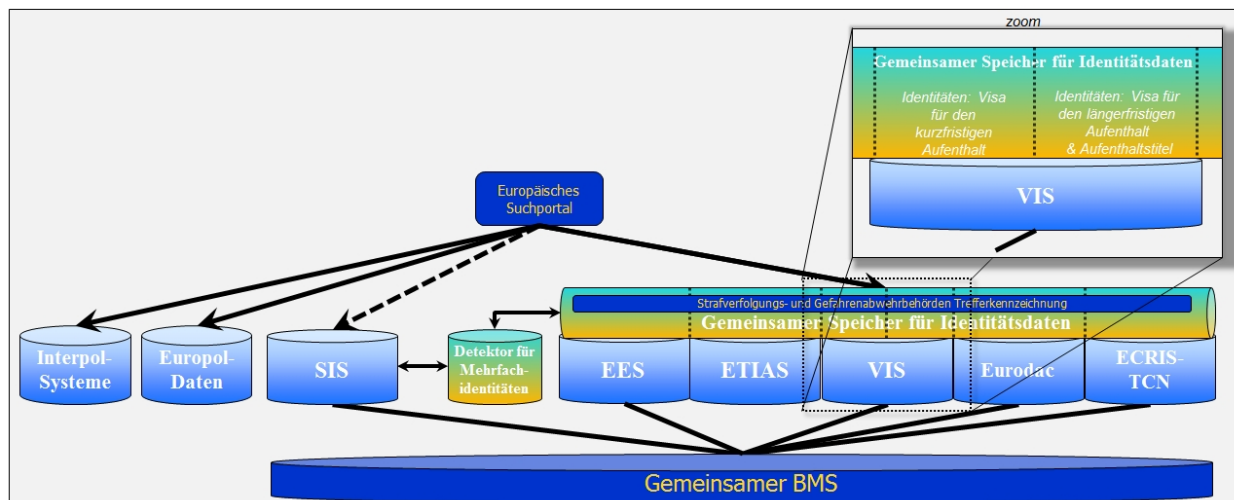 zoom
Gemeinsamer Speicher für Identitätsdaten
Identitäten: Visa
für den
kurzfristigen
Aufenthalt
Identitäten: Visa für
den längerfristigen
Aufenthalt
& Aufenthaltstitel
VIS
Europäisches
Suchportal
Strafverfolgungs- und Gefahrenabwehrbehörden Trefferkennzeichnung
Gemeinsamer Speicher für Identitätsdaten
Interpol-
Systeme
Europol-
Daten
SIS
Detektor für
Mehrfach-
identitäten
EES
ETIAS
VIS
Eurodac
ECRIS-
TCN
Gemeinsamer BMS